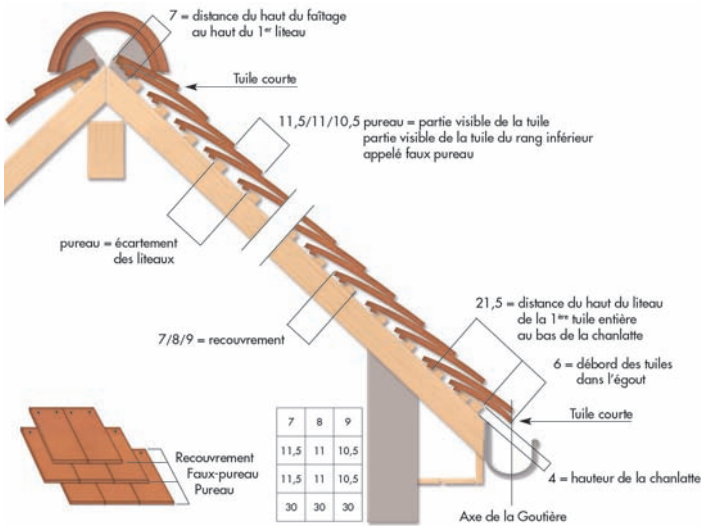 7 = distance du haut du faîtage
au haut du 1er liteau
Tuile courte
11,5/11/10,5 pureau = partie visible de la tuile
partie visible de la tuile du rang inférieur
appelé faux pureau
pureau = écartement
des liteaux
21,5 = distance du haut du liteau
de la 1ère tuile entière
au bas de la chanlatte
7/8/9 = recouvrement
6 = débord des tuiles
dans l'égout
Tuile courte
7 8 9
11,5 11 10,5
11,5 11 10,5
30 30 30
Recouvrement
Faux-pureau
Pureau
4 = hauteur de la chanlatte
Axe de la Goutière